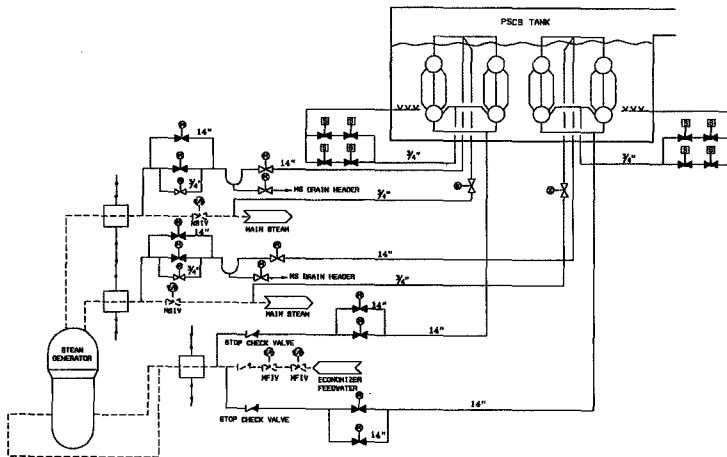 PSCS TANK
S S
S S
S S
S S
M
14"
M
M
3/4"
M
14"
M
MS DRAIN HEADER
3/4"
3/4"
3/4"
MSIV
MAIN STEAM
M
14"
M
M
3/4"
M
14"
M
MS DRAIN HEADER
3/4"
MSIV
MAIN STEAM
STEAM
GENERATOR
STOP CHECK VALVE
M
14"
M
14"
MFIV
MFIV
ECONOMIZER
FEEDWATER
STOP CHECK VALVE
M
14"
M
14"